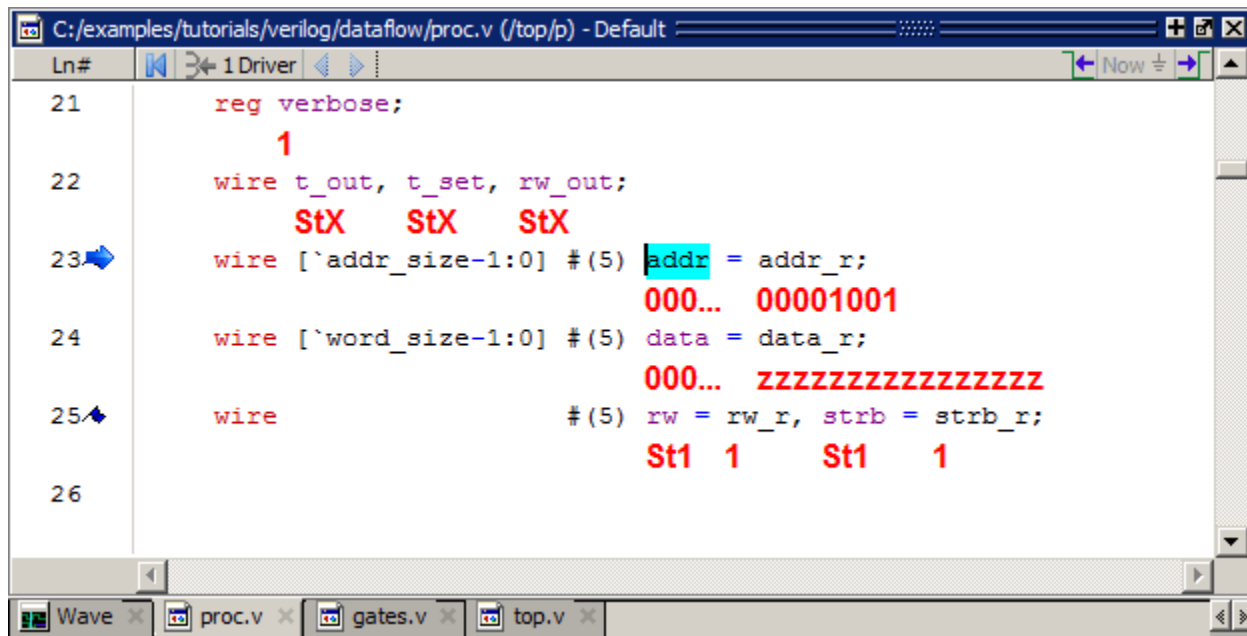 C:/examples/tutorials/verilog/dataflow/proc.v (/top/p) - Default
Ln# 1 Driver Now
21 reg verbose;
1
22 wire t_out, t_set, rw_out;
StX StX StX
23 wire [`addr_size-1:0] #(5) addr = addr_r;
000... 00001001
24 wire [`word_size-1:0] #(5) data = data_r;
000... zzzzzzzzzzzzzzzz
25 wire #(5) rw = rw_r, strb = strb_r;
St1 1 St1 1
26
Wave proc.v gates.v top.v